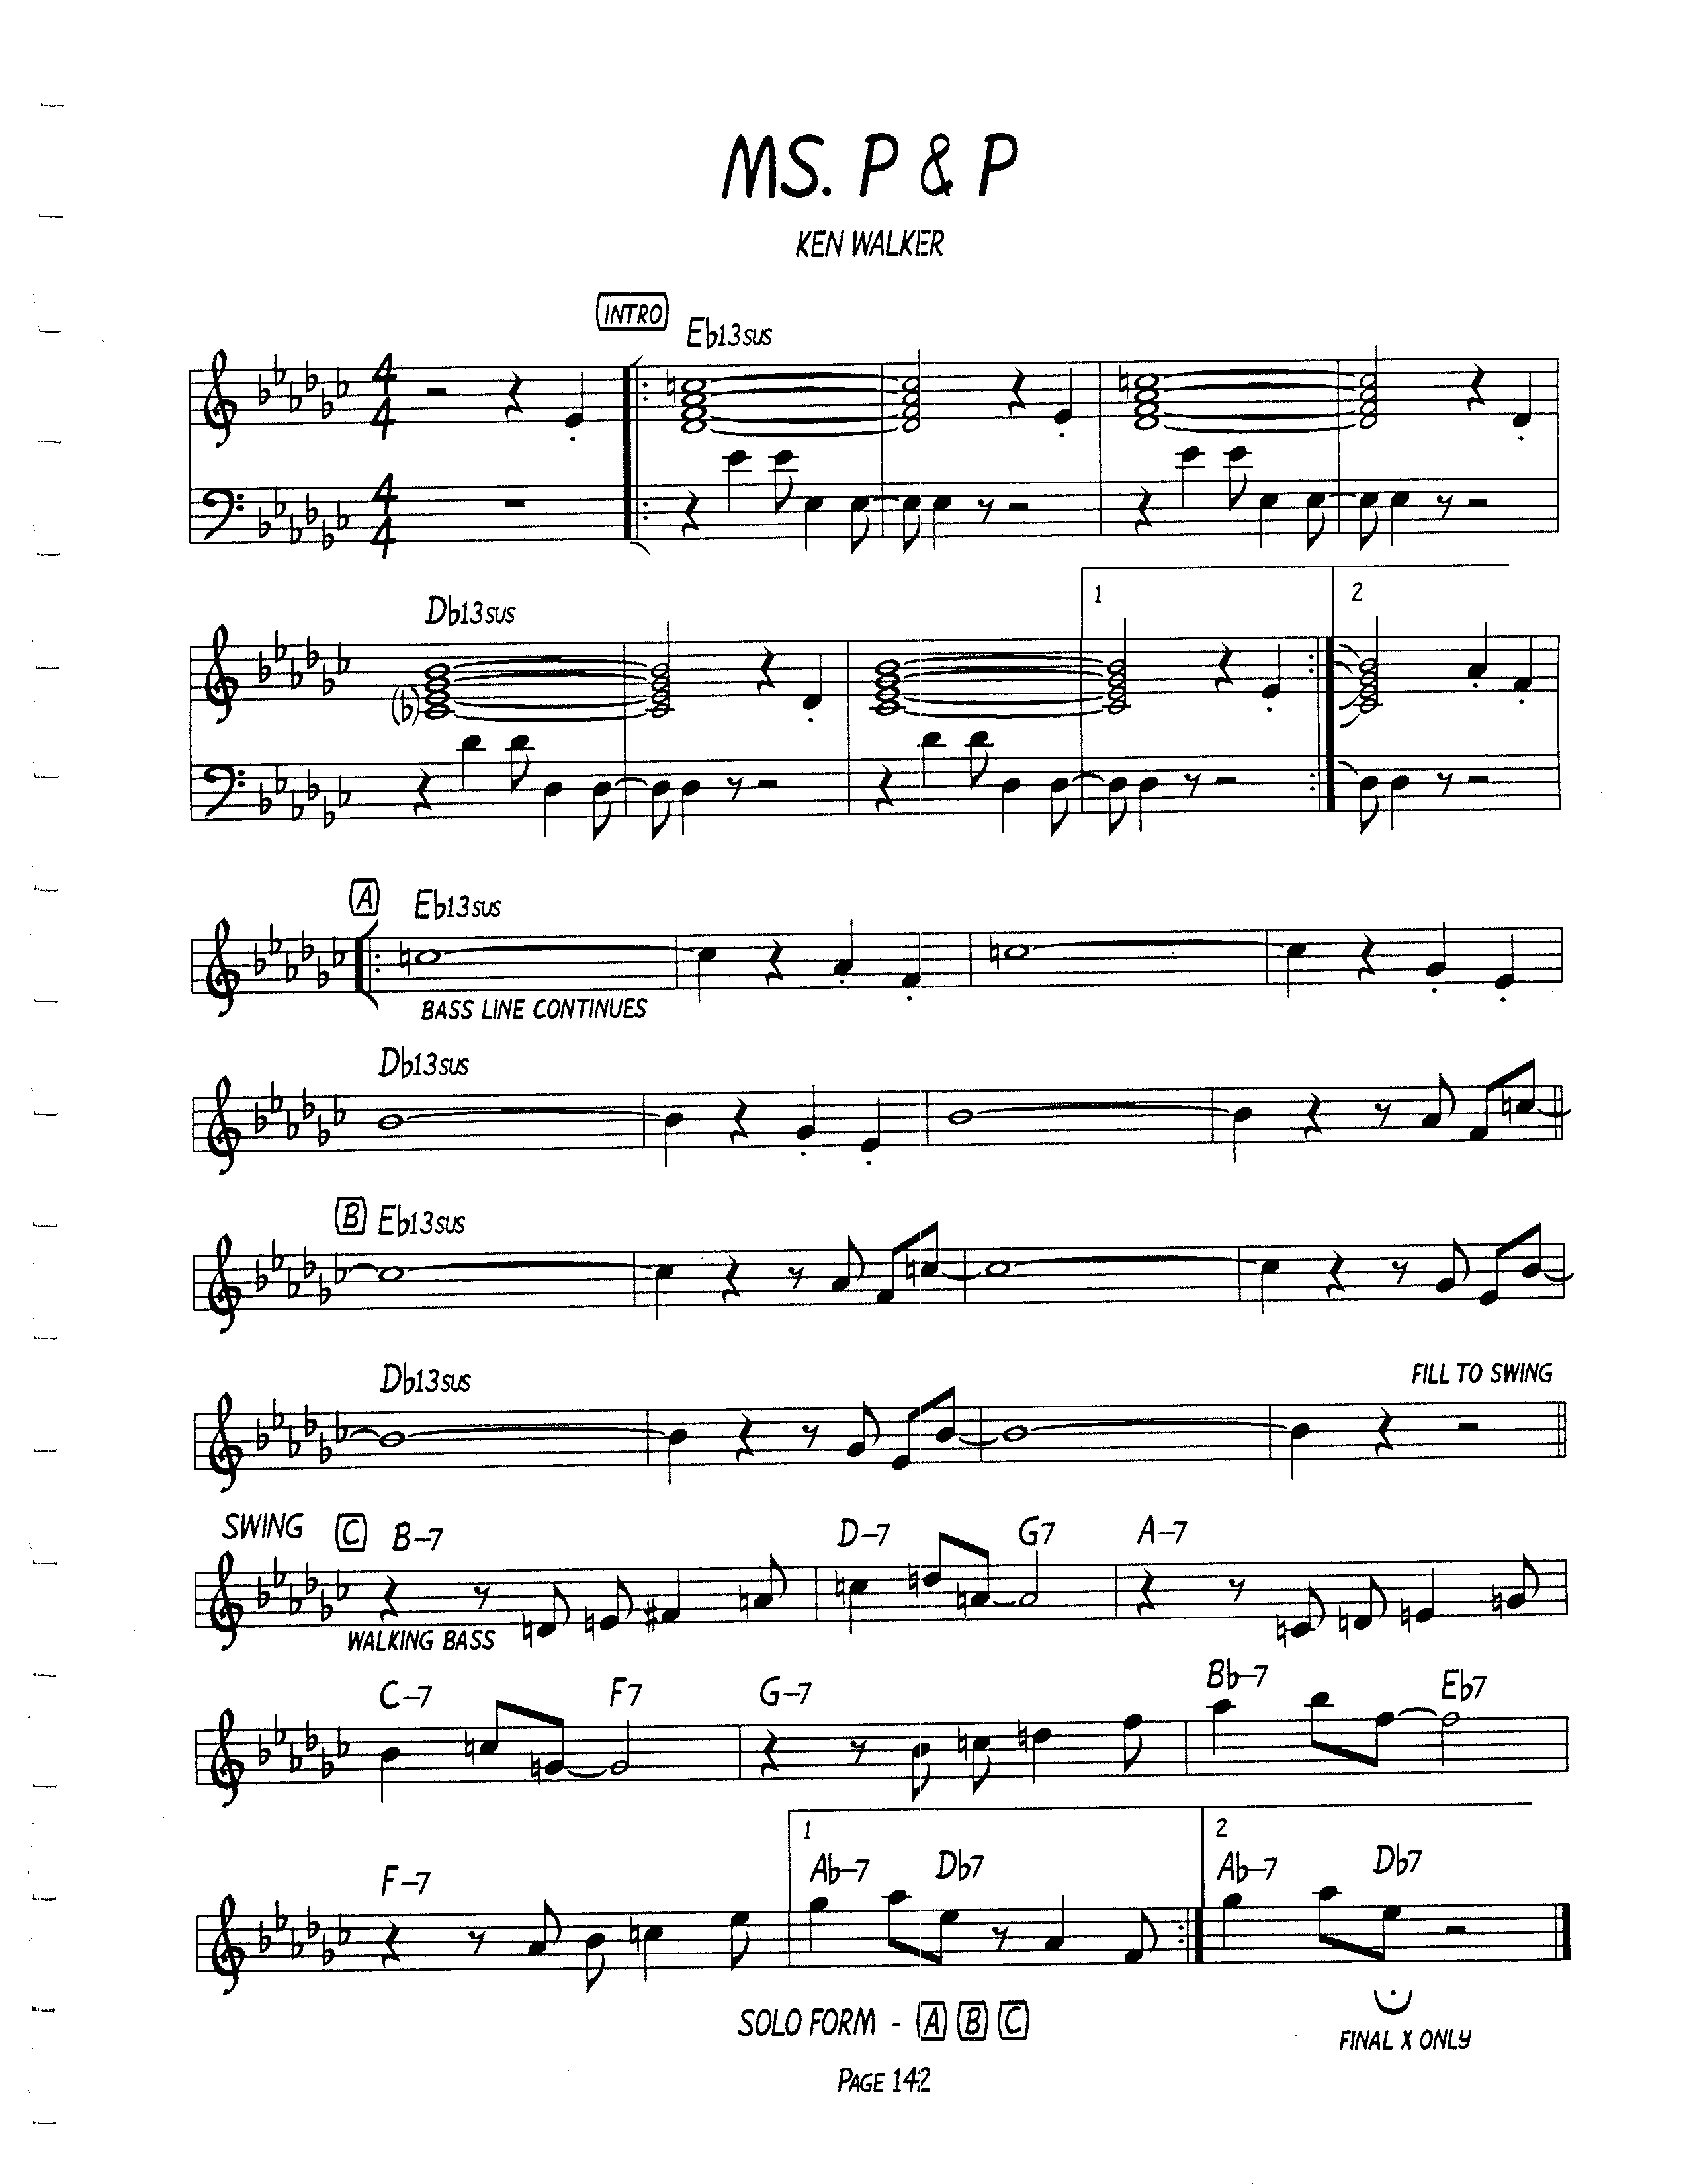 MS. P & P
KEN WALKER
INTRO
Eb13sus
4 4
4 4
Db13sus
1 2
(b)
A Eb13sus
BASS LINE CONTINUES
Db13sus
B Eb13sus
Db13sus FILL TO SWING
SWING C B-7 D-7 G7 A-7
WALKING BASS
C-7 F7 G-7 Bb-7 Eb7
1 2
F-7 Ab-7 Db7 Ab-7 Db7
SOLO FORM - A B C
FINAL X ONLY
PAGE 142